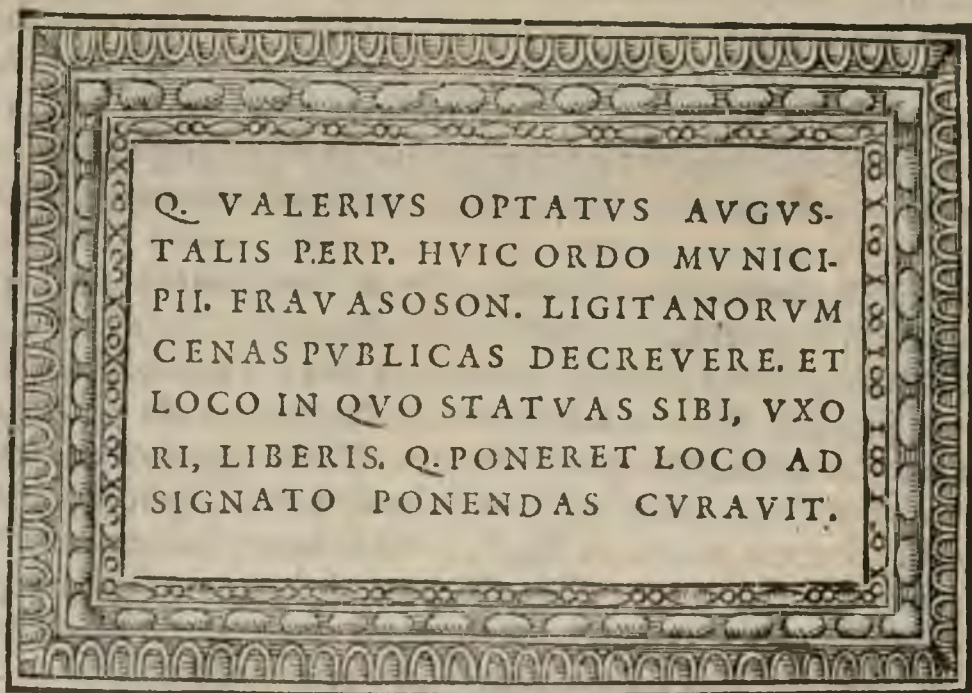 Q. VALERIVS OPTATVS AVGVS-
TALIS P.ERP. HVIC ORDO MVNICI-
PII. FRAVASOSON. LIGITANORVM
CENAS PVBLICAS DECREVERE. ET
LOCO IN QVO STATVAS SIBI, VXO
RI, LIBERIS. Q. PONERET LOCO AD
SIGNATO PONENDAS CVRAVIT.